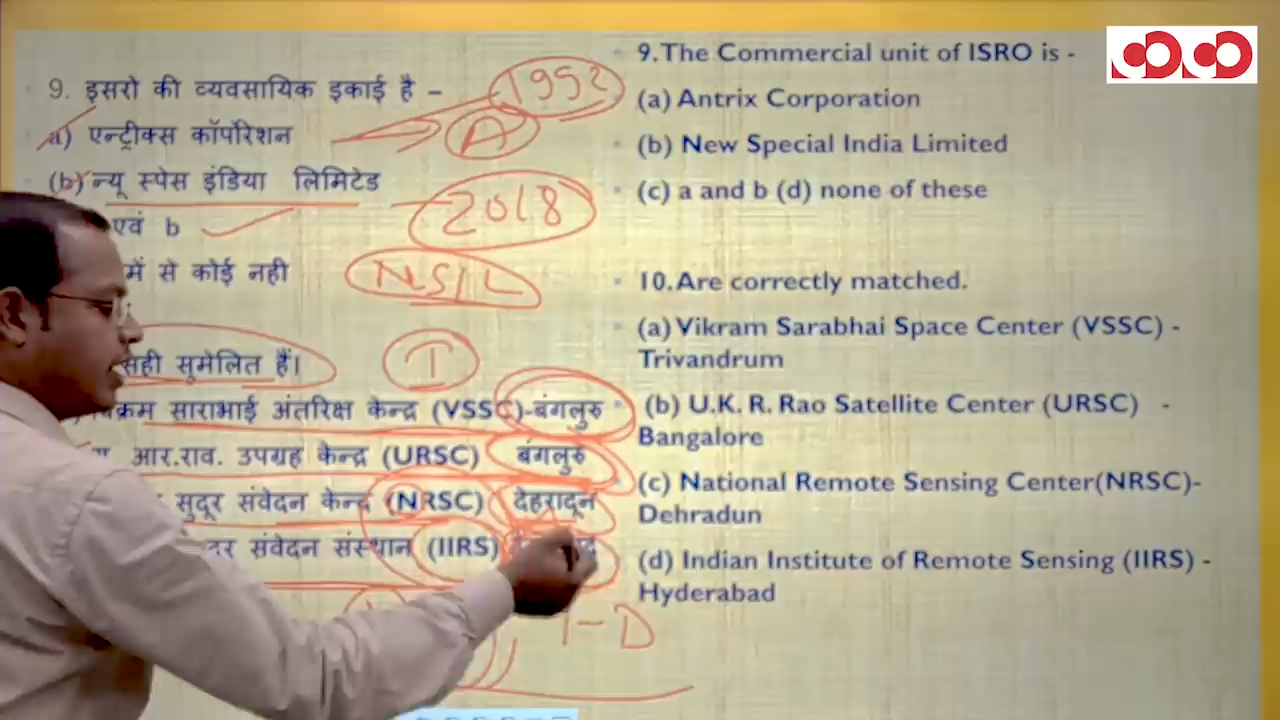 9. इसरो की व्यवसायिक इकाई है –
a) एन्ट्रीक्स कॉर्पोरेशन
(b) न्यू स्पेस इंडिया लिमिटेड
एवं b
में से कोई नही
सही सुमेलित हैं।
विक्रम साराभाई अंतरिक्ष केन्द्र (VSSC)-बंगलुरु
आर.राव. उपग्रह केन्द्र (URSC) बंगलुरु
सुदूर संवेदन केन्द्र (NRSC) देहरादून
संवेदन संस्थान (IIRS)
1992
A
2018
NSIL
T
I-D
9.The Commercial unit of ISRO is -
(a) Antrix Corporation
(b) New Special India Limited
(c) a and b (d) none of these
10.Are correctly matched.
(a) Vikram Sarabhai Space Center (VSSC) -
Trivandrum
(b) U.K. R. Rao Satellite Center (URSC) -
Bangalore
(c) National Remote Sensing Center(NRSC)-
Dehradun
(d) Indian Institute of Remote Sensing (IIRS) -
Hyderabad